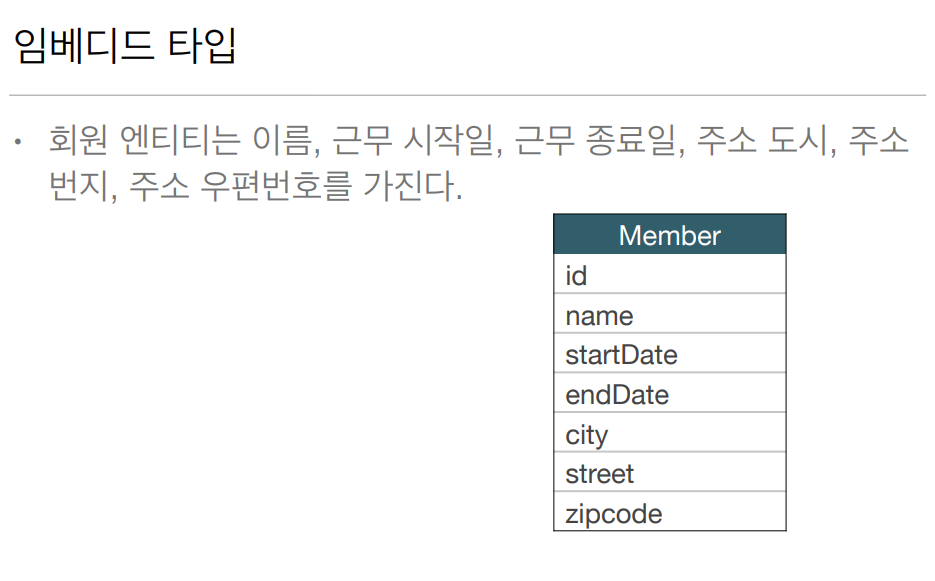 임베디드 타입
• 회원 엔티티는 이름, 근무 시작일, 근무 종료일, 주소 도시, 주소
번지, 주소 우편번호를 가진다.
Member
id
name
startDate
endDate
city
street
zipcode